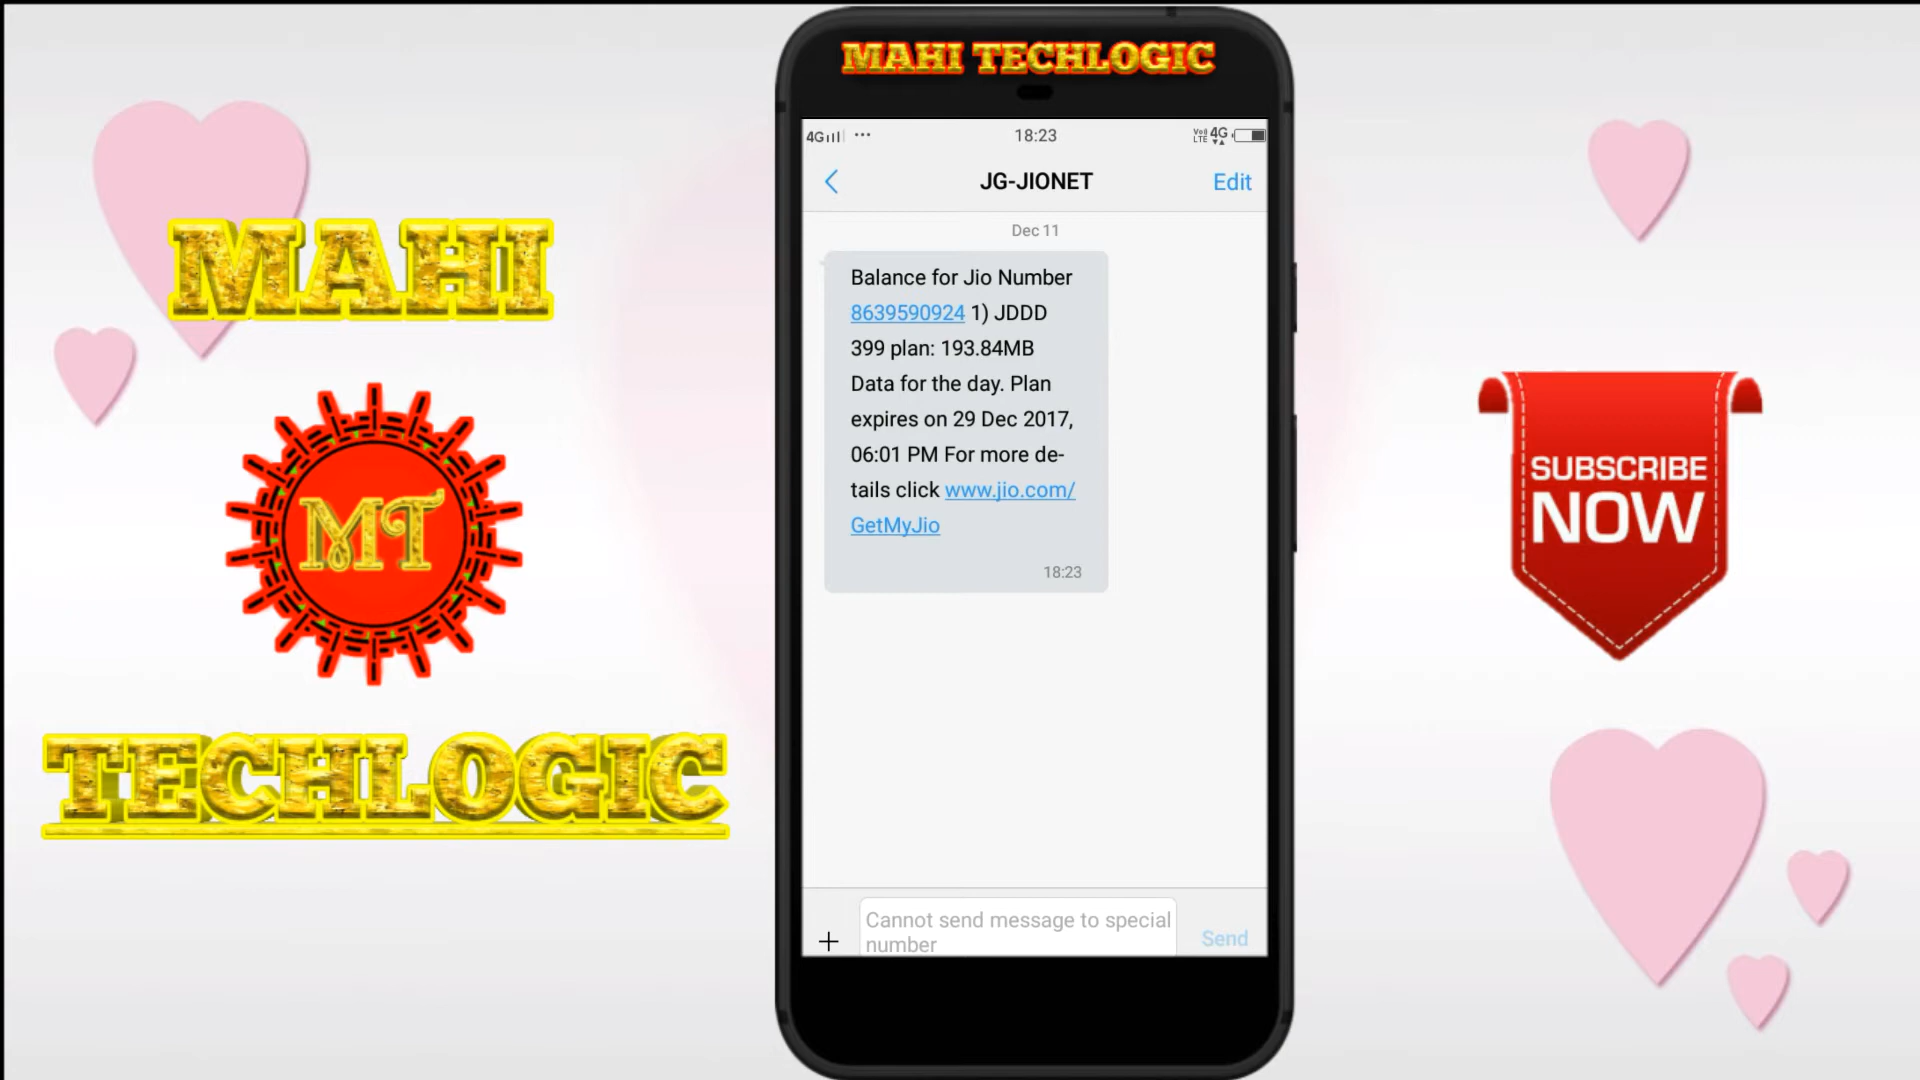 MAHI TECHLOGIC
4G
18:23
VoLTE 4G
JG-JIONET
Edit
Dec 11
Balance for Jio Number
8639590924 1) JDDD
399 plan: 193.84MB
Data for the day. Plan
expires on 29 Dec 2017,
06:01 PM For more de-
tails click www.jio.com/
GetMyJio
18:23
+
Cannot send message to special
number
Send
MAHI
MT
TECHLOGIC
SUBSCRIBE
NOW